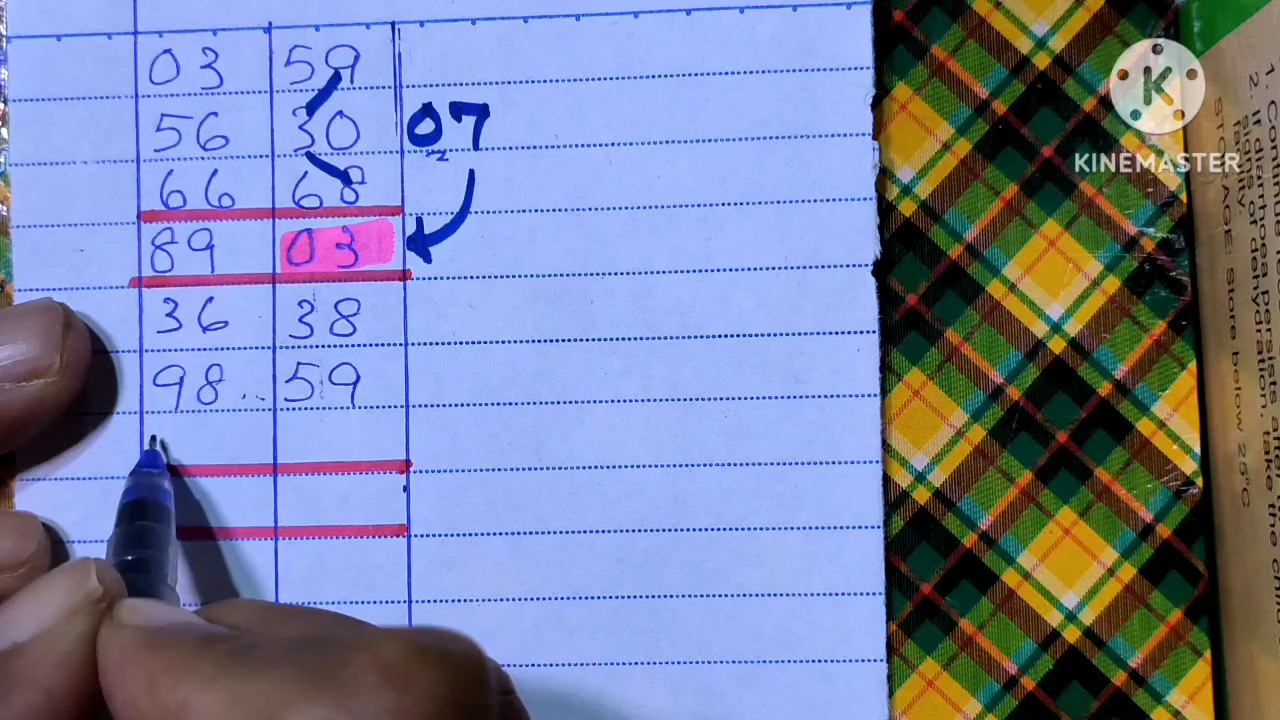 03 59
56 30 07
66 68
89 03
36 38
98.. 59
KINEMASTER
STORAGE: Store below 25°C